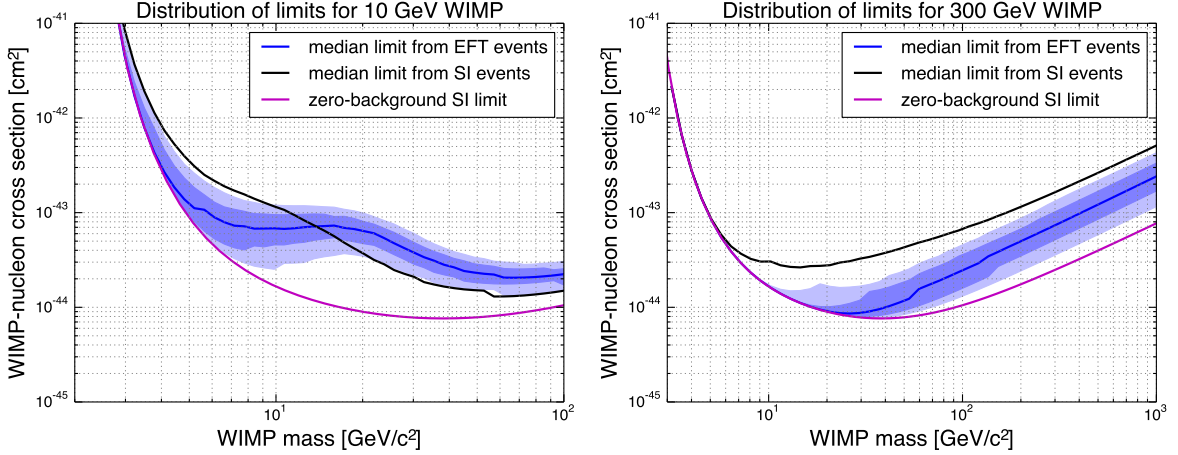 Distribution of limits for 10 GeV WIMP
WIMP-nucleon cross section [cm²]
10⁻⁴¹
10⁻⁴²
10⁻⁴³
10⁻⁴⁴
10⁻⁴⁵
median limit from EFT events
median limit from SI events
zero-background SI limit
10¹
10²
WIMP mass [GeV/c²]
Distribution of limits for 300 GeV WIMP
WIMP-nucleon cross section [cm²]
10⁻⁴¹
10⁻⁴²
10⁻⁴³
10⁻⁴⁴
10⁻⁴⁵
median limit from EFT events
median limit from SI events
zero-background SI limit
10¹
10²
10³
WIMP mass [GeV/c²]